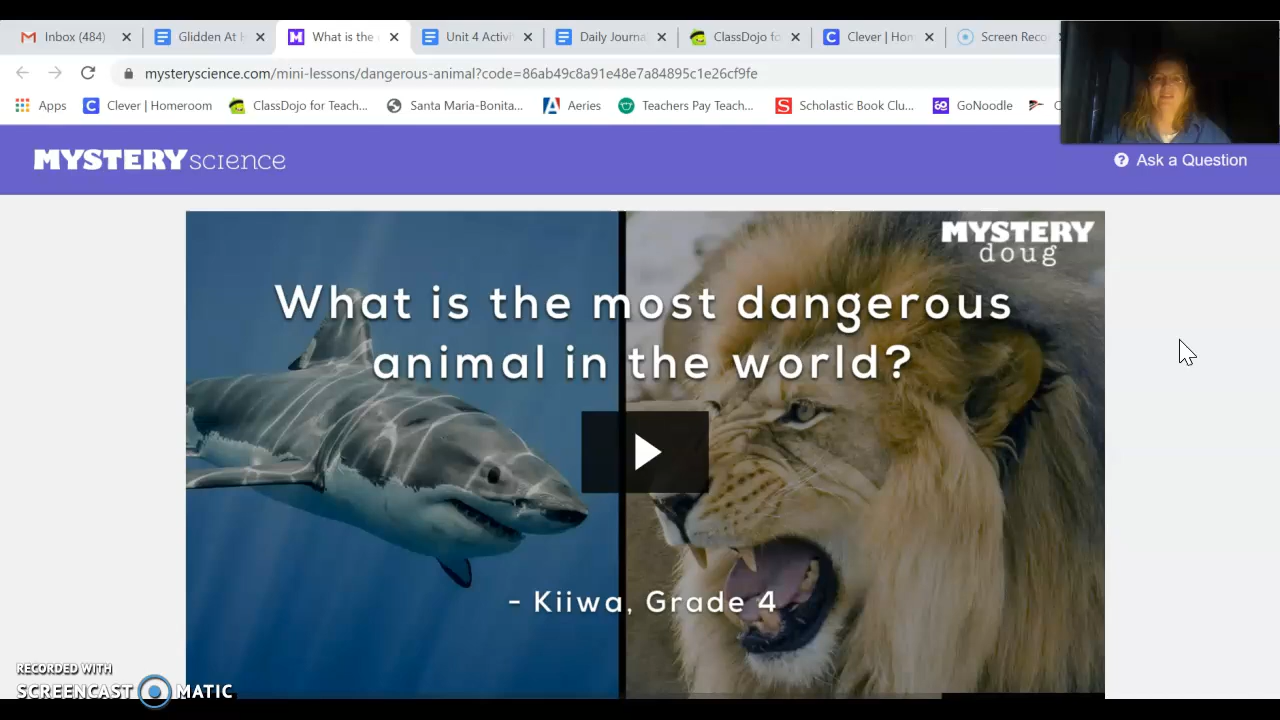 Inbox (484)
Glidden At H
What is the
Unit 4 Activi
Daily Journa
ClassDojo fo
Clever | Hom
Screen Reco
mysteryscience.com/mini-lessons/dangerous-animal?code=86ab49c8a91e48e7a84895c1e26cf9fe
Apps
Clever | Homeroom
ClassDojo for Teach...
Santa Maria-Bonita...
Aeries
Teachers Pay Teach...
Scholastic Book Clu...
GoNoodle
MYSTERYscience
Ask a Question
MYSTERY
doug
What is the most dangerous
animal in the world?
- Kiiwa, Grade 4
RECORDED WITH
SCREENCAST MATIC